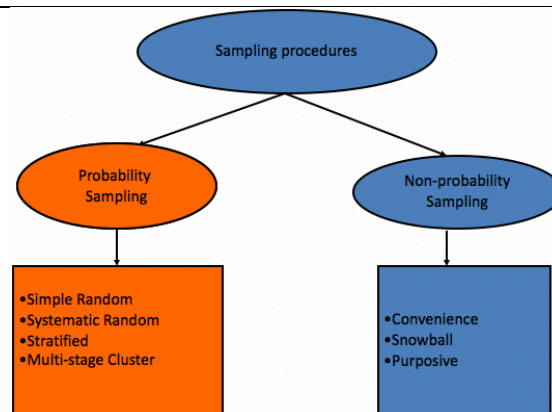 Sampling procedures
Probability
Sampling
Non-probability
Sampling
•Simple Random
•Systematic Random
•Stratified
•Multi-stage Cluster
•Convenience
•Snowball
•Purposive